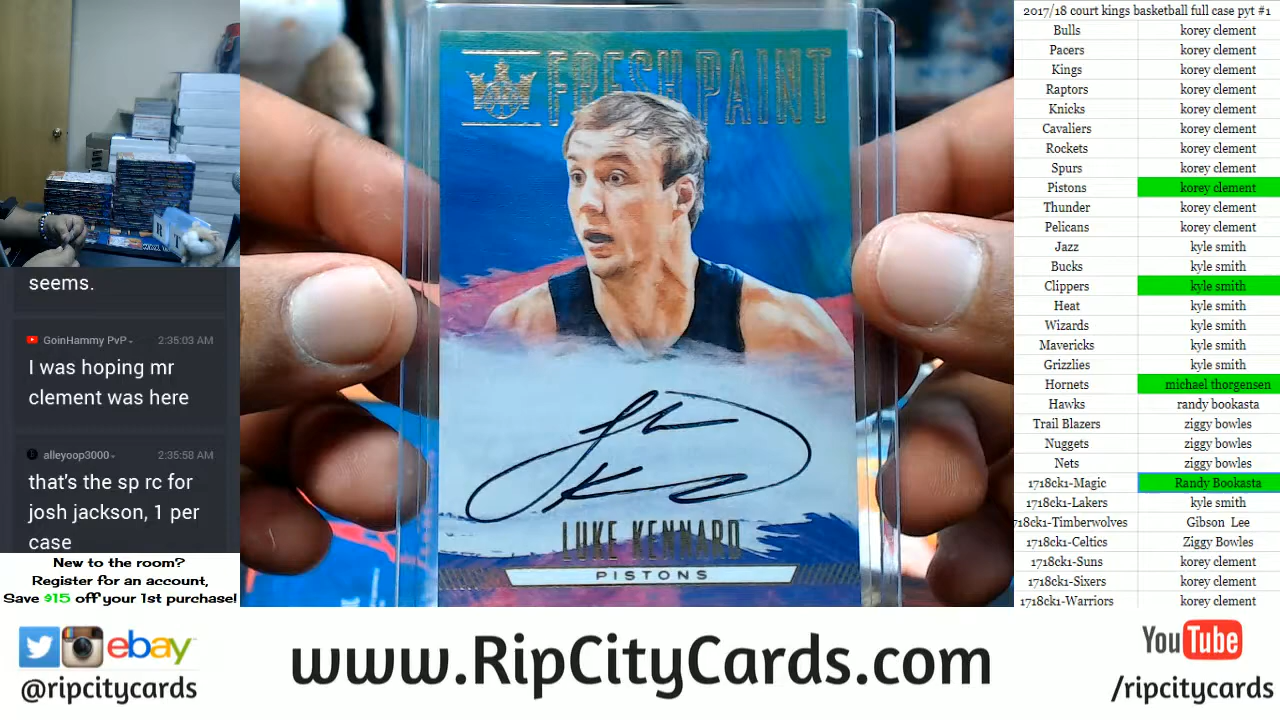 seems.
GoinHammy PvP 2:35:03 AM
I was hoping mr
clement was here
alleyoop3000 2:35:58 AM
that's the sp rc for
josh jackson, 1 per
case
New to the room?
Register for an account,
Save $15 off your 1st purchase!
FRESH PAINT
LUKE KENNARD
PISTONS
2017/18 court kings basketball full case pyt #1
Bulls korey clement
Pacers korey clement
Kings korey clement
Raptors korey clement
Knicks korey clement
Cavaliers korey clement
Rockets korey clement
Spurs korey clement
Pistons korey clement
Thunder korey clement
Pelicans korey clement
Jazz kyle smith
Bucks kyle smith
Clippers kyle smith
Heat kyle smith
Wizards kyle smith
Mavericks kyle smith
Grizzlies kyle smith
Hornets michael thorgensen
Hawks randy bookasta
Trail Blazers ziggy bowles
Nuggets ziggy bowles
Nets ziggy bowles
1718ck1-Magic Randy Bookasta
1718ck1-Lakers kyle smith
718ck1-Timberwolves Gibson Lee
1718ck1-Celtics Ziggy Bowles
1718ck1-Suns korey clement
1718ck1-Sixers korey clement
1718ck1-Warriors korey clement
ebay
@ripcitycards
www.RipCityCards.com
YouTube
/ripcitycards